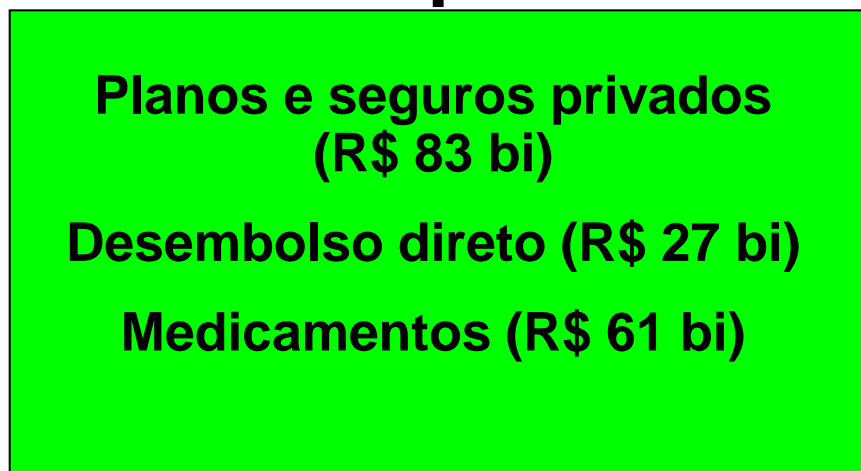 Planos e seguros privados
(R$ 83 bi)
Desembolso direto (R$ 27 bi)
Medicamentos (R$ 61 bi)